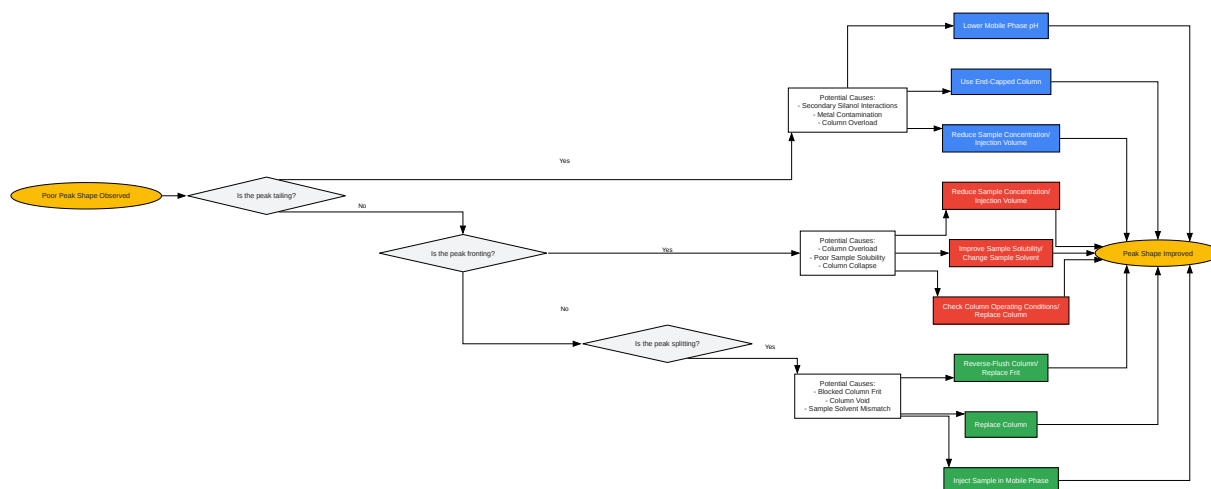 Poor Peak Shape Observed
Is the peak tailing?
Yes
No
Potential Causes:
- Secondary Silanol Interactions
- Metal Contamination
- Column Overload
Lower Mobile Phase pH
Use End-Capped Column
Reduce Sample Concentration/
Injection Volume
Is the peak fronting?
Yes
No
Potential Causes:
- Column Overload
- Poor Sample Solubility
- Column Collapse
Reduce Sample Concentration/
Injection Volume
Improve Sample Solubility/
Change Sample Solvent
Check Column Operating Conditions/
Replace Column
Is the peak splitting?
Yes
Potential Causes:
- Blocked Column Frit
- Column Void
- Sample Solvent Mismatch
Reverse-Flush Column/
Replace Frit
Replace Column
Inject Sample in Mobile Phase
Peak Shape Improved